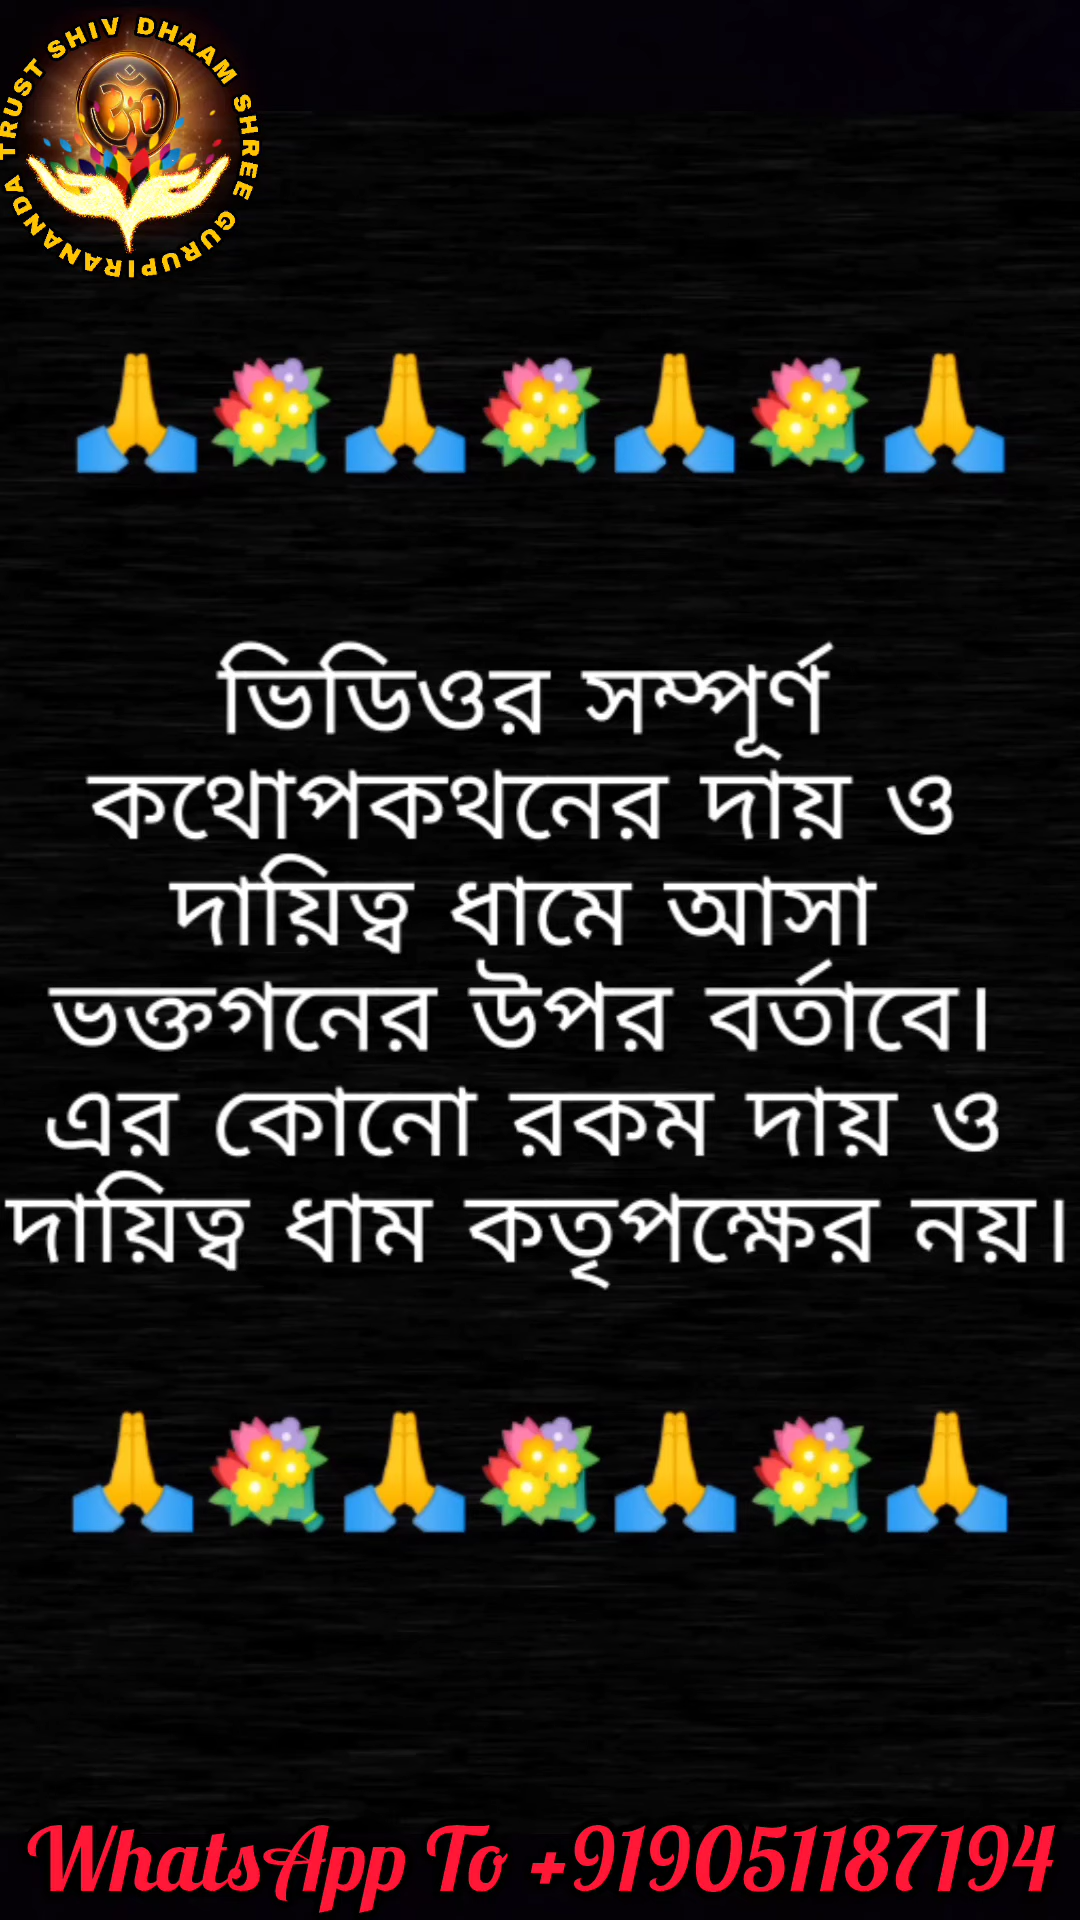 TRUST SHIV DHAAM SHREE GURUPIRANANDA
ভিডিওর সম্পূর্ণ
কথোপকথনের দায় ও
দায়িত্ব ধামে আসা
ভক্তগনের উপর বর্তাবে।
এর কোনো রকম দায় ও
দায়িত্ব ধাম কতৃপক্ষের নয়।
WhatsApp To +919051187194